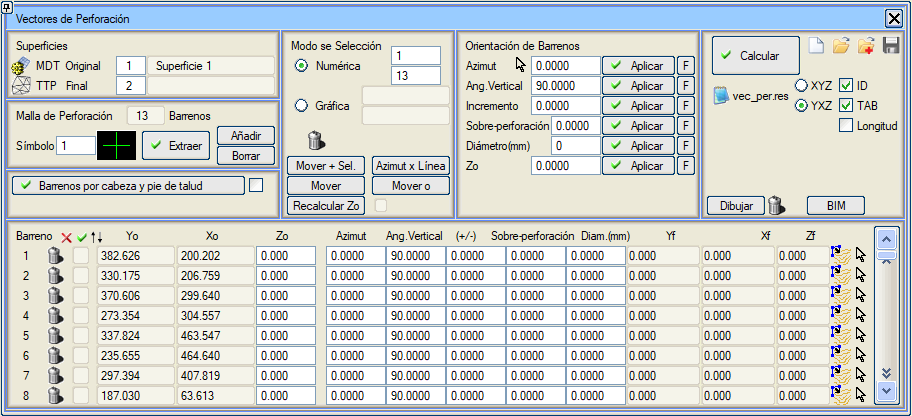 Vectores de Perforación
Superficies
MDT Original 1 Superficie 1
TTP Final 2
Malla de Perforación 13 Barrenos
Símbolo 1 Extraer Añadir
Borrar
Barrenos por cabeza y pie de talud
Modo se Selección
Numérica 1
13
Gráfica
Mover + Sel. Azimut x Línea
Mover Mover o
Recalcular Zo
Orientación de Barrenos
Azimut 0.0000 Aplicar F
Ang.Vertical 90.0000 Aplicar F
Incremento 0.0000 Aplicar F
Sobre-perforación 0.0000 Aplicar F
Diámetro(mm) 0 Aplicar F
Zo 0.0000 Aplicar F
Calcular
vec_per.res XYZ ID
YXZ TAB
Longitud
Dibujar BIM
Barreno Yo Xo Zo Azimut Ang.Vertical (+/-) Sobre-perforación Diam.(mm) Yf Xf Zf
1 382.626 200.202 0.000 0.0000 90.0000 0.0000 0.0000 0.0000 0.000 0.000 0.000
2 330.175 206.759 0.000 0.0000 90.0000 0.0000 0.0000 0.0000 0.000 0.000 0.000
3 370.606 299.640 0.000 0.0000 90.0000 0.0000 0.0000 0.0000 0.000 0.000 0.000
4 273.354 304.557 0.000 0.0000 90.0000 0.0000 0.0000 0.0000 0.000 0.000 0.000
5 337.824 463.547 0.000 0.0000 90.0000 0.0000 0.0000 0.0000 0.000 0.000 0.000
6 235.655 464.640 0.000 0.0000 90.0000 0.0000 0.0000 0.0000 0.000 0.000 0.000
7 297.394 407.819 0.000 0.0000 90.0000 0.0000 0.0000 0.0000 0.000 0.000 0.000
8 187.030 63.613 0.000 0.0000 90.0000 0.0000 0.0000 0.0000 0.000 0.000 0.000